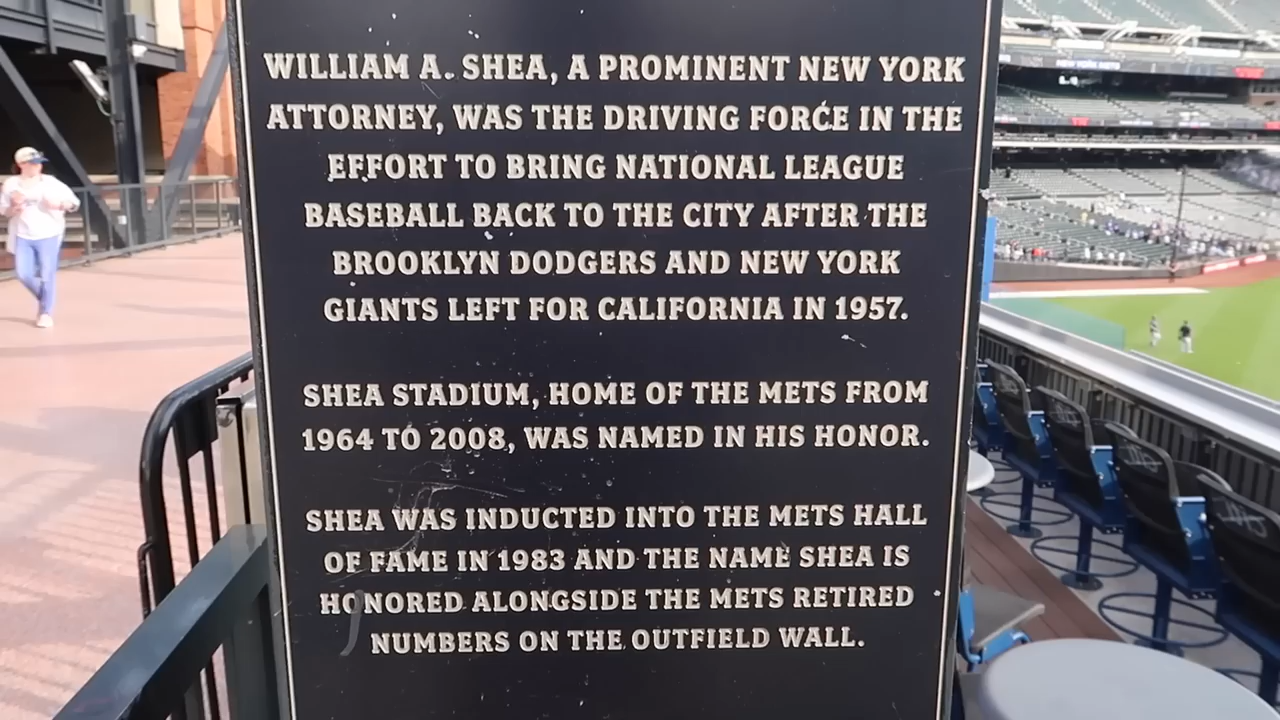 WILLIAM A. SHEA, A PROMINENT NEW YORK
ATTORNEY, WAS THE DRIVING FORCE IN THE
EFFORT TO BRING NATIONAL LEAGUE
BASEBALL BACK TO THE CITY AFTER THE
BROOKLYN DODGERS AND NEW YORK
GIANTS LEFT FOR CALIFORNIA IN 1957.
SHEA STADIUM, HOME OF THE METS FROM
1964 TO 2008, WAS NAMED IN HIS HONOR.
SHEA WAS INDUCTED INTO THE METS HALL
OF FAME IN 1983 AND THE NAME SHEA IS
HONORED ALONGSIDE THE METS RETIRED
NUMBERS ON THE OUTFIELD WALL.
NEW YORK METS